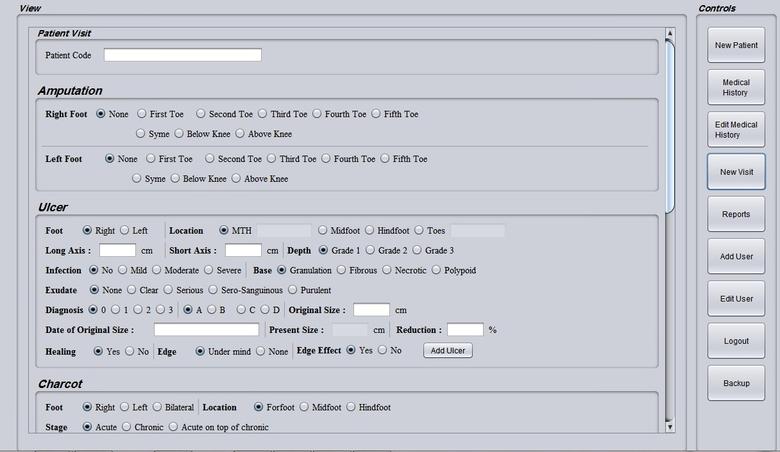 View
Patient Visit
Patient Code
Amputation
Right Foot None First Toe Second Toe Third Toe Fourth Toe Fifth Toe
Syme Below Knee Above Knee
Left Foot None First Toe Second Toe Third Toe Fourth Toe Fifth Toe
Syme Below Knee Above Knee
Ulcer
Foot Right Left Location MTH Midfoot Hindfoot Toes
Long Axis : cm Short Axis : cm Depth Grade 1 Grade 2 Grade 3
Infection No Mild Moderate Severe Base Granulation Fibrous Necrotic Polypoid
Exudate None Clear Serious Sero-Sanguinous Purulent
Diagnosis 0 1 2 3 A B C D Original Size : cm
Date of Original Size : Present Size : cm Reduction : %
Healing Yes No Edge Under mind None Edge Effect Yes No Add Ulcer
Charcot
Foot Right Left Bilateral Location Forfoot Midfoot Hindfoot
Stage Acute Chronic Acute on top of chronic
Controls
New Patient
Medical
History
Edit Medical
History
New Visit
Reports
Add User
Edit User
Logout
Backup